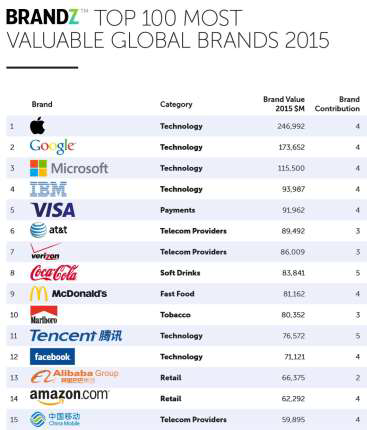 BRANDZ™ TOP 100 MOST
VALUABLE GLOBAL BRANDS 2015
Brand Category Brand Value 2015 $M Brand Contribution
1 Technology 246,992 4
2 Google Technology 173,652 4
3 Microsoft Technology 115,500 4
4 IBM Technology 93,987 4
5 VISA Payments 91,962 4
6 at&t Telecom Providers 89,492 3
7 verizon Telecom Providers 86,009 3
8 Coca-Cola Soft Drinks 83,841 5
9 McDonald's Fast Food 81,162 4
10 Marlboro Tobacco 80,352 3
11 Tencent 腾讯 Technology 76,572 5
12 facebook Technology 71,121 4
13 Alibaba Group Retail 66,375 2
阿里巴巴集团
14 amazon.com Retail 62,292 4
15 中国移动 China Mobile Telecom Providers 59,895 4